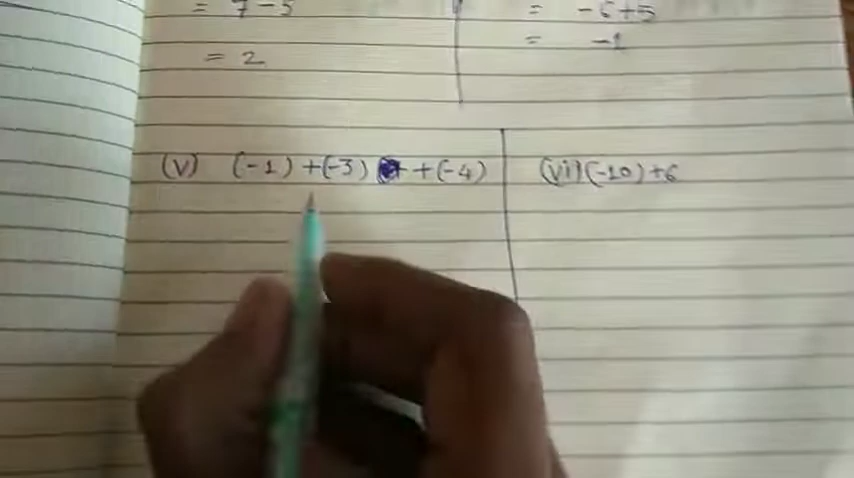 = 7-5
= 2
= -6+5
= -1
(v) (-1) +(-3) +(-4)
(vi) (-10) +6